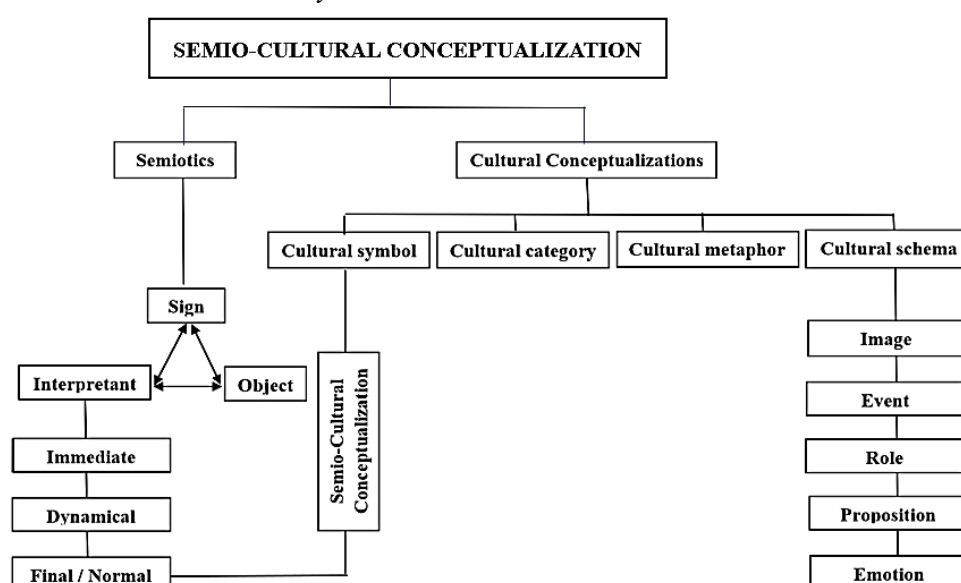 SEMIO-CULTURAL CONCEPTUALIZATION
Semiotics
Cultural Conceptualizations
Cultural symbol
Cultural category
Cultural metaphor
Cultural schema
Sign
Interpretant
Object
Immediate
Dynamical
Final / Normal
Semio-Cultural
Conceptualization
Image
Event
Role
Proposition
Emotion